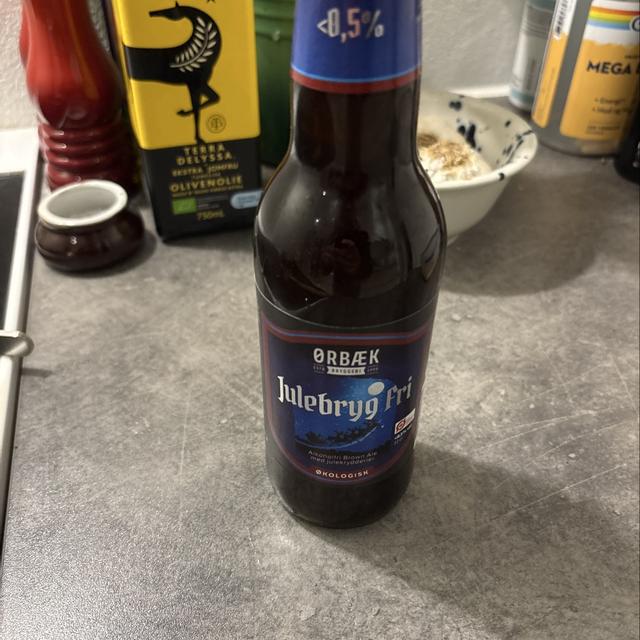 <0,5%
TERRA
DELYSSA
EKSTRA JOMFRU
OLIVENOLIE
750mL
MEGA
ØRBÆK
BRYGGERI
Julebryg fri
Alkoholfri Brown Ale
med julekrydderier
ØKOLOGISK